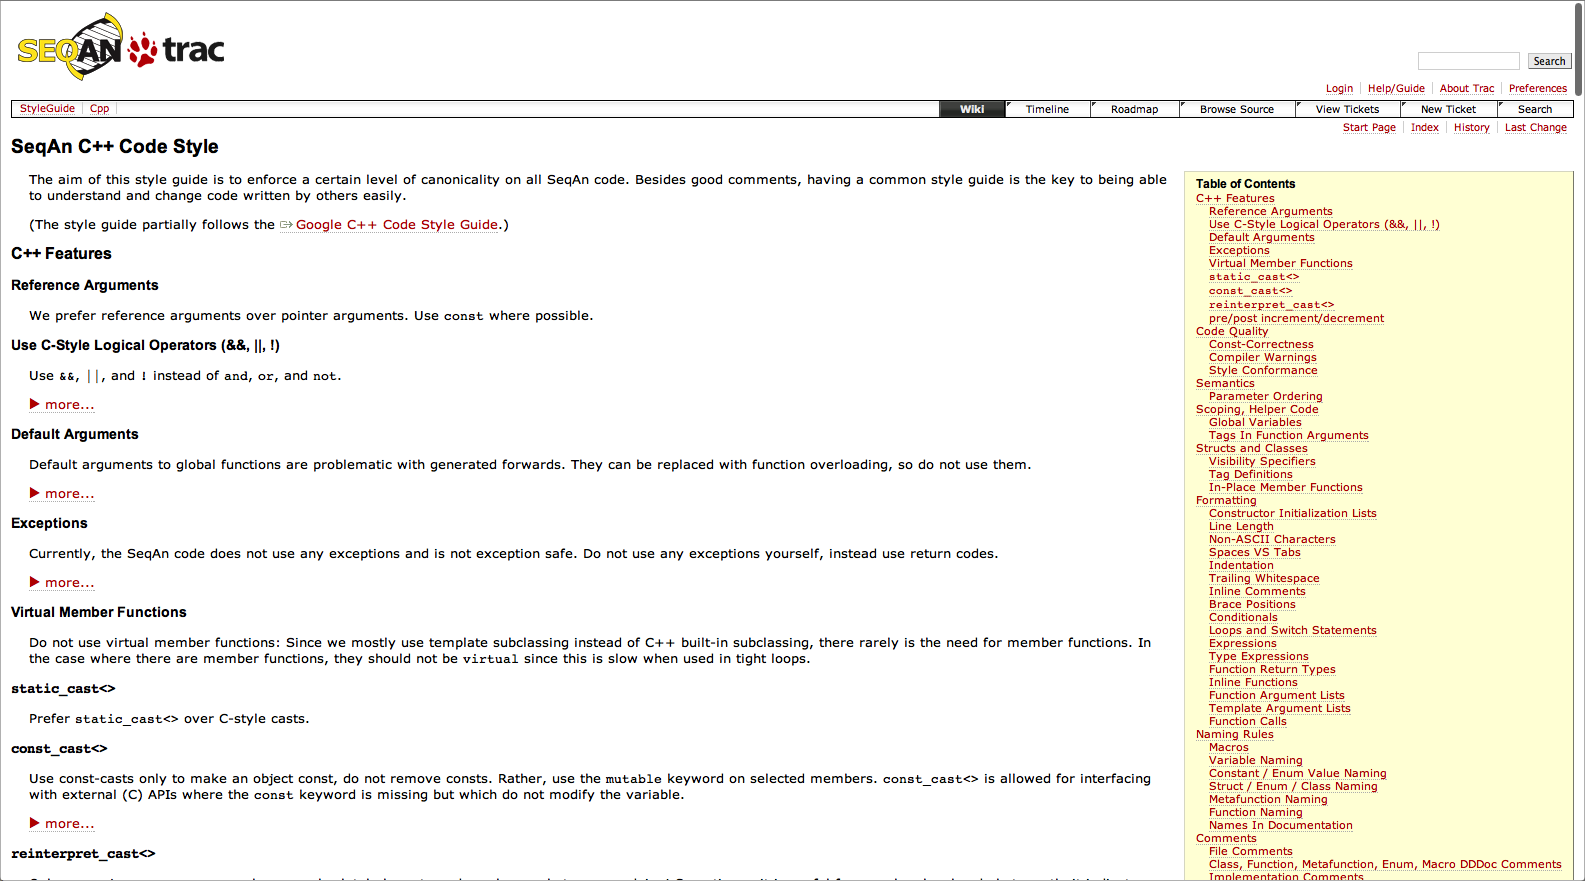 SEQAN trac
Search
Login Help/Guide About Trac Preferences
StyleGuide Cpp
Wiki Timeline Roadmap Browse Source View Tickets New Ticket Search
Start Page Index History Last Change
SeqAn C++ Code Style
The aim of this style guide is to enforce a certain level of canonicality on all SeqAn code. Besides good comments, having a common style guide is the key to being able
to understand and change code written by others easily.
(The style guide partially follows the Google C++ Code Style Guide.)
C++ Features
Reference Arguments
We prefer reference arguments over pointer arguments. Use const where possible.
Use C-Style Logical Operators (&&, ||, !)
Use &&, ||, and ! instead of and, or, and not.
▶ more...
Default Arguments
Default arguments to global functions are problematic with generated forwards. They can be replaced with function overloading, so do not use them.
▶ more...
Exceptions
Currently, the SeqAn code does not use any exceptions and is not exception safe. Do not use any exceptions yourself, instead use return codes.
▶ more...
Virtual Member Functions
Do not use virtual member functions: Since we mostly use template subclassing instead of C++ built-in subclassing, there rarely is the need for member functions. In
the case where there are member functions, they should not be virtual since this is slow when used in tight loops.
static_cast<>
Prefer static_cast<> over C-style casts.
const_cast<>
Use const-casts only to make an object const, do not remove consts. Rather, use the mutable keyword on selected members. const_cast<> is allowed for interfacing
with external (C) APIs where the const keyword is missing but which do not modify the variable.
▶ more...
reinterpret_cast<>
Table of Contents
C++ Features
Reference Arguments
Use C-Style Logical Operators (&&, ||, !)
Default Arguments
Exceptions
Virtual Member Functions
static_cast<>
const_cast<>
reinterpret_cast<>
pre/post increment/decrement
Code Quality
Const-Correctness
Compiler Warnings
Style Conformance
Semantics
Parameter Ordering
Scoping, Helper Code
Global Variables
Tags In Function Arguments
Structs and Classes
Visibility Specifiers
Tag Definitions
In-Place Member Functions
Formatting
Constructor Initialization Lists
Line Length
Non-ASCII Characters
Spaces VS Tabs
Indentation
Trailing Whitespace
Inline Comments
Brace Positions
Conditionals
Loops and Switch Statements
Expressions
Type Expressions
Function Return Types
Inline Functions
Function Argument Lists
Template Argument Lists
Function Calls
Naming Rules
Macros
Variable Naming
Constant / Enum Value Naming
Struct / Enum / Class Naming
Metafunction Naming
Function Naming
Names In Documentation
Comments
File Comments
Class, Function, Metafunction, Enum, Macro DDDoc Comments
Implementation Comments